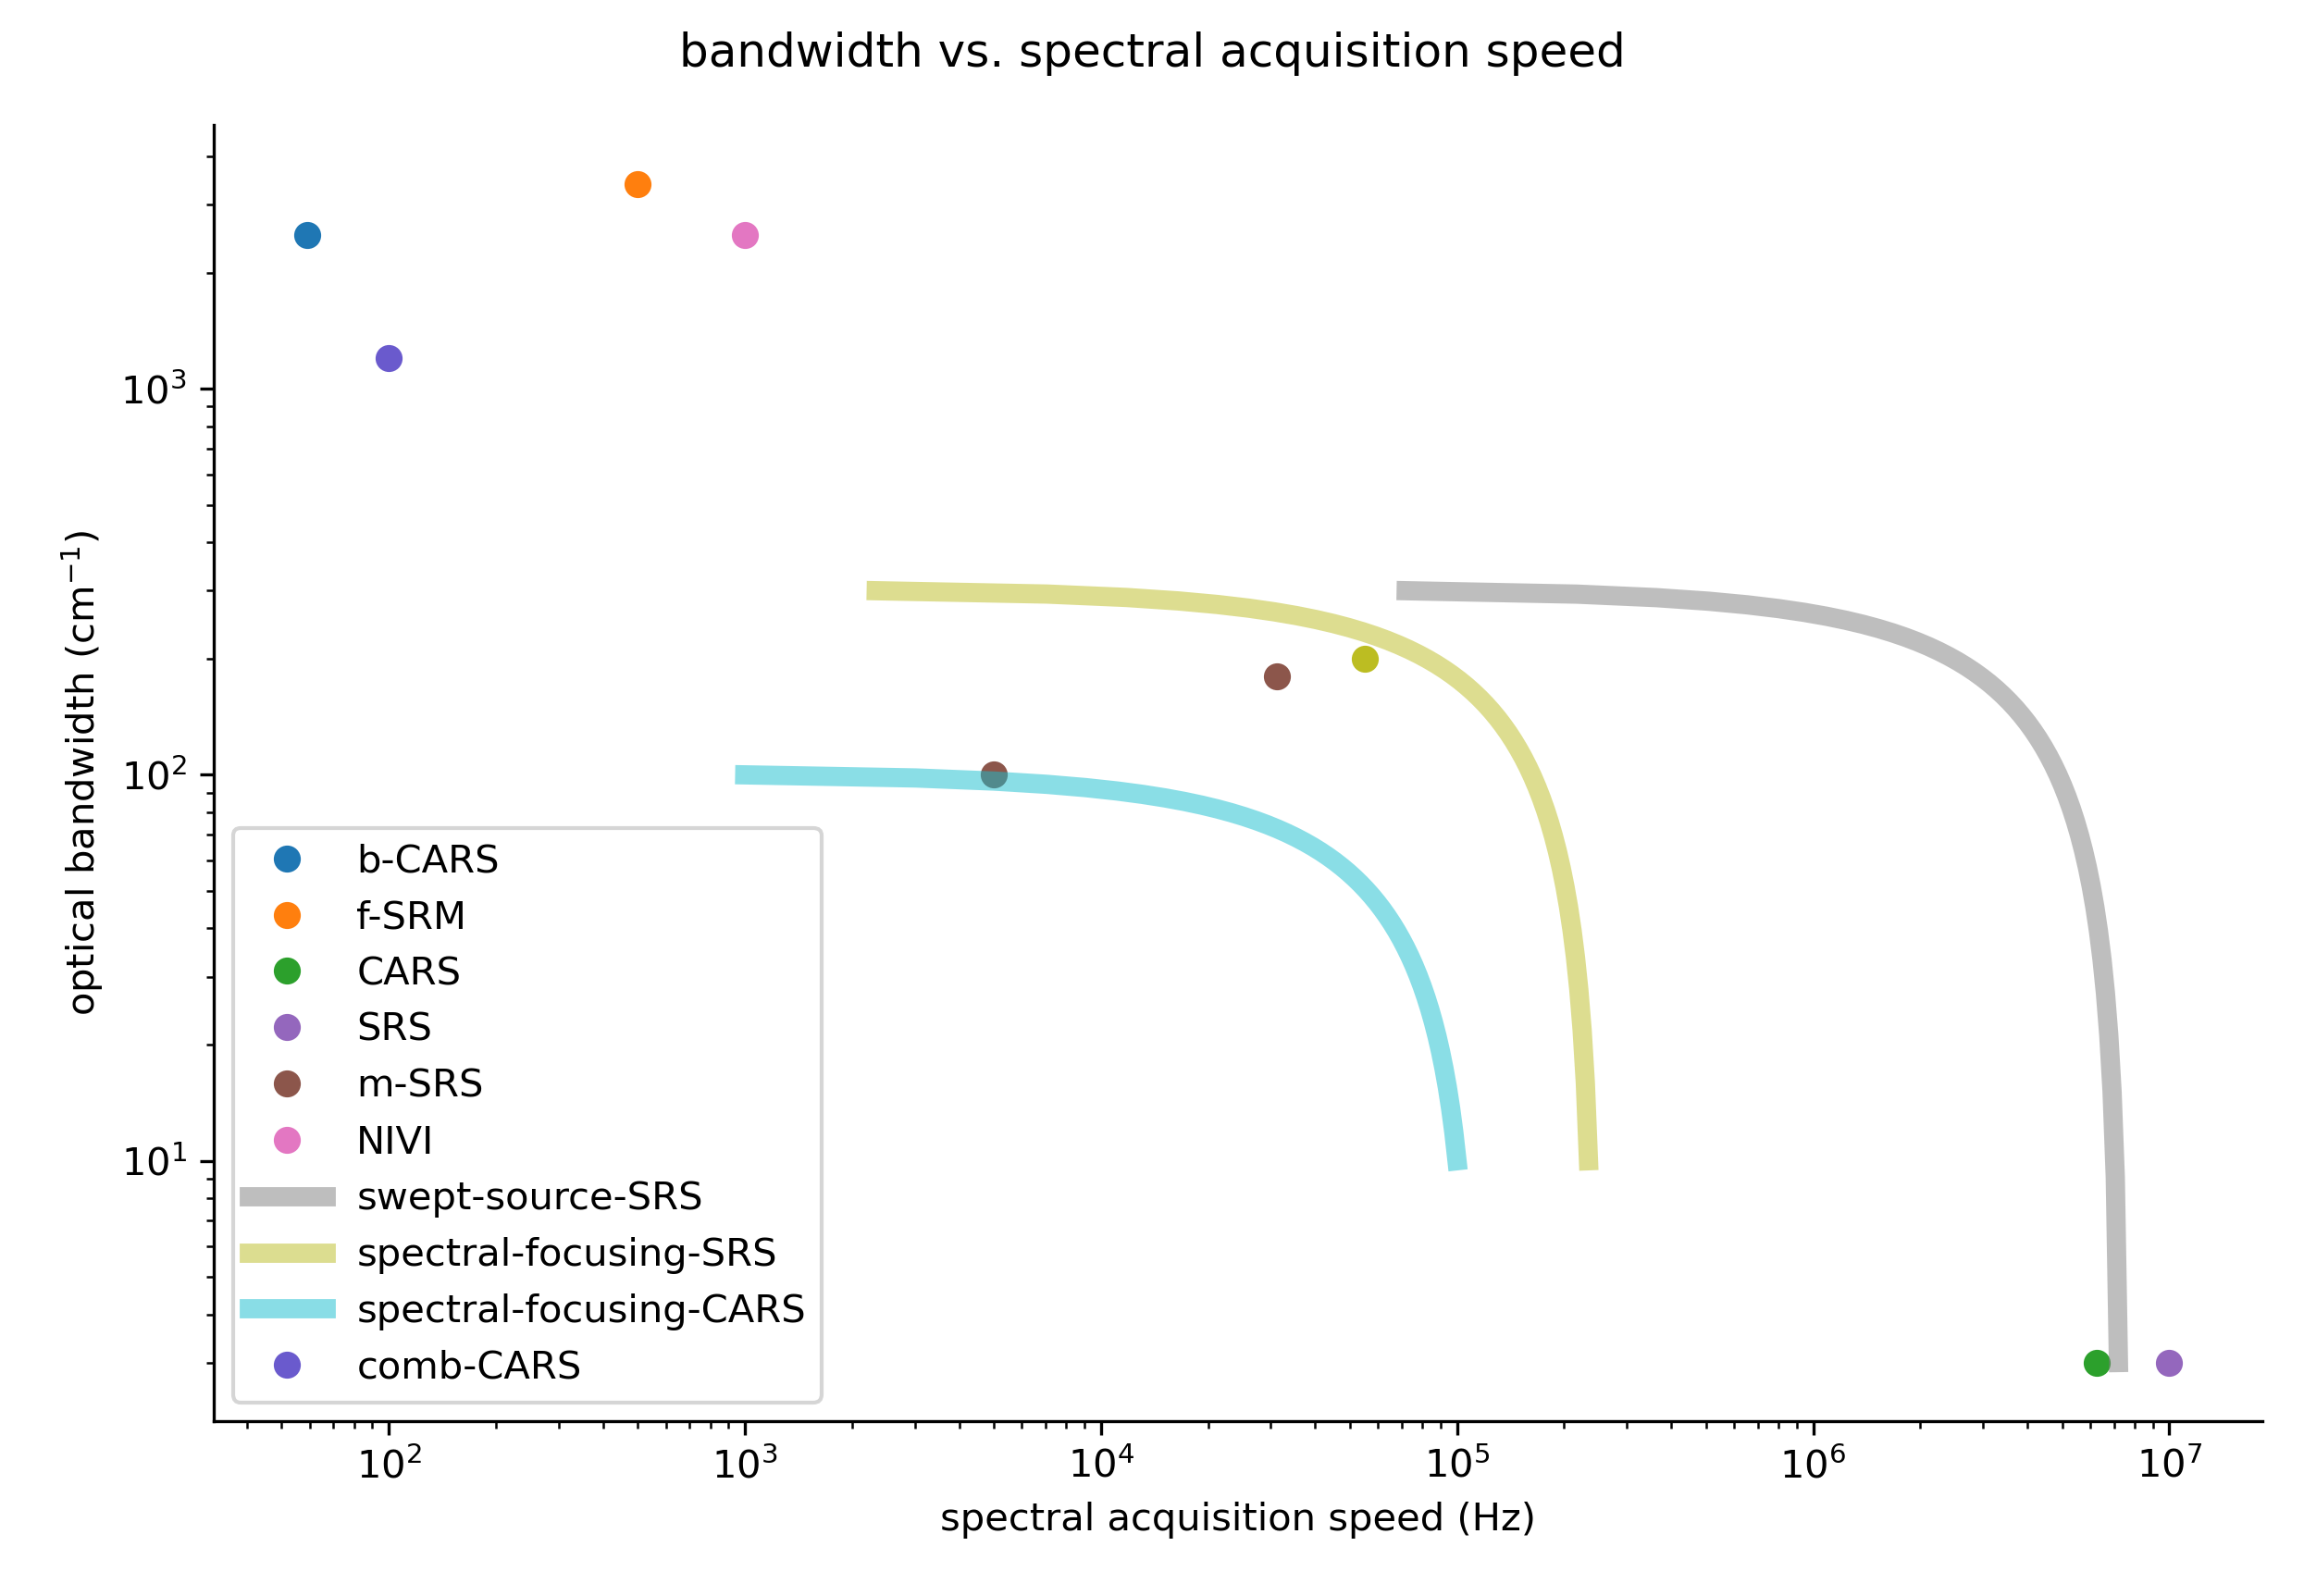 bandwidth vs. spectral acquisition speed
optical bandwidth (cm⁻¹)
10³
10²
10¹
b-CARS
f-SRM
CARS
SRS
m-SRS
NIVI
swept-source-SRS
spectral-focusing-SRS
spectral-focusing-CARS
comb-CARS
10² 10³ 10⁴ 10⁵ 10⁶ 10⁷
spectral acquisition speed (Hz)